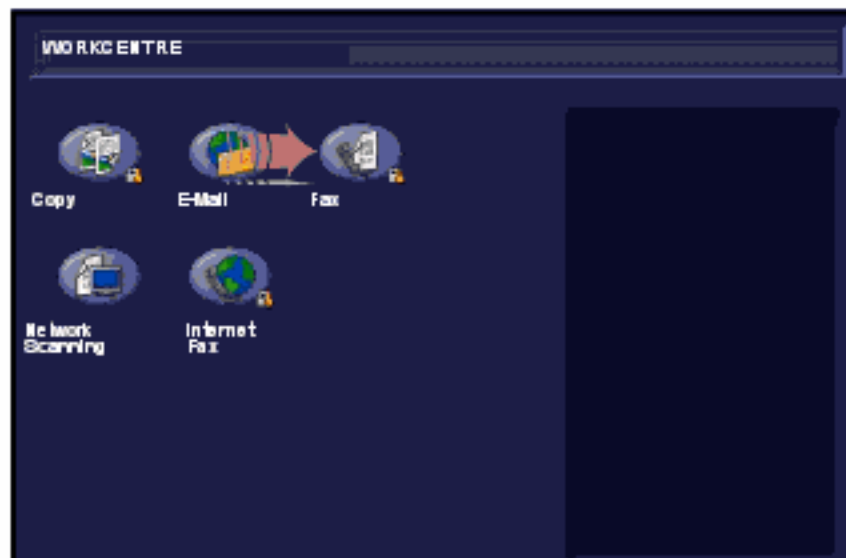 WORKCENTRE
Copy
E-Mail
Fax
Network
Scanning
Internet
Fax